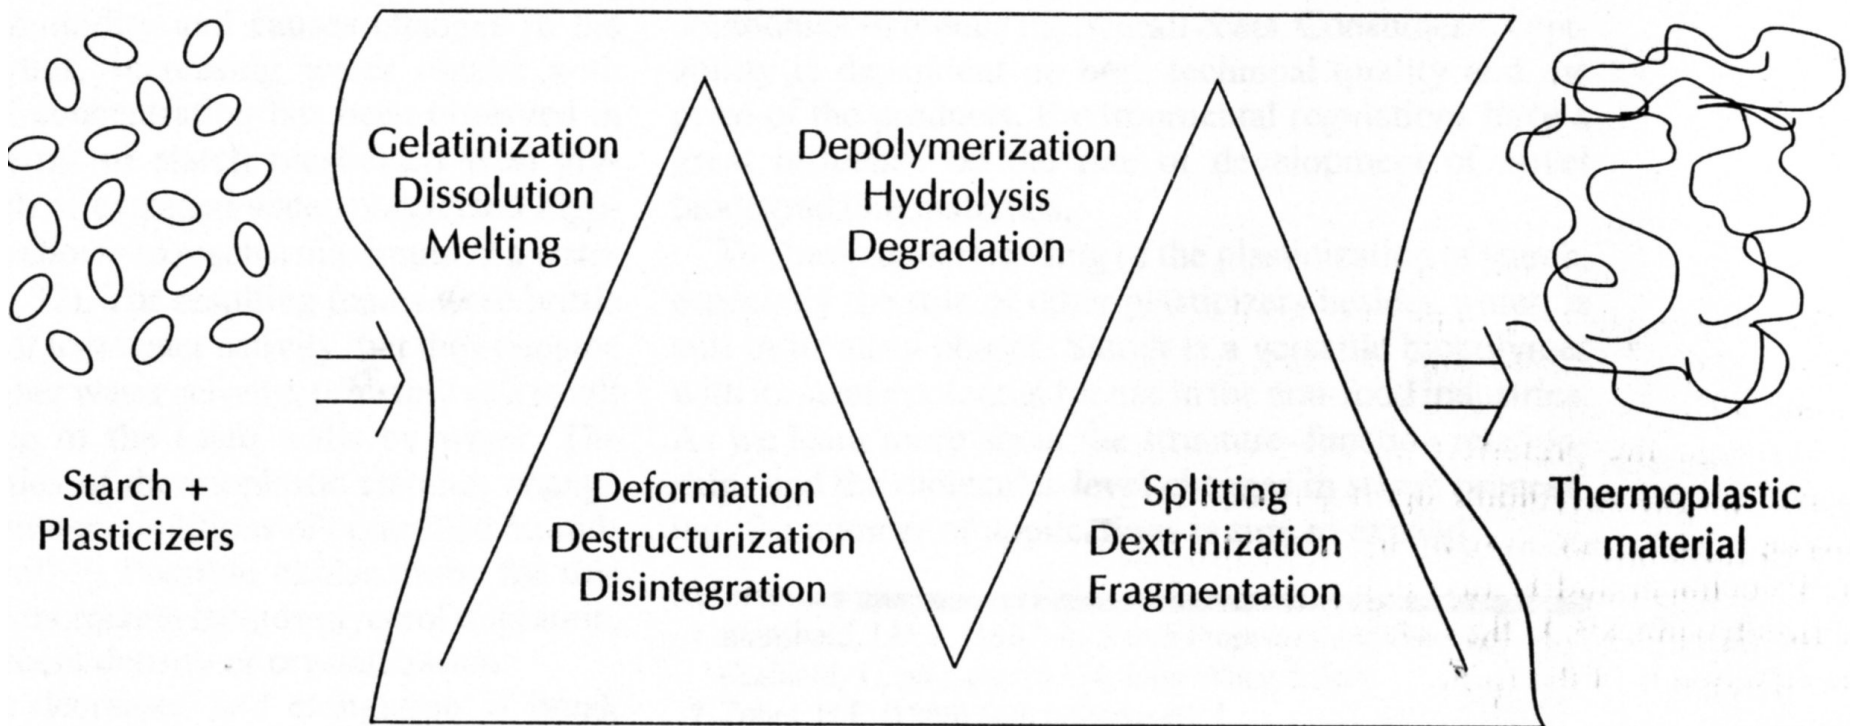 Gelatinization
Dissolution
Melting
Depolymerization
Hydrolysis
Degradation
Starch +
Plasticizers
Deformation
Destructurization
Disintegration
Splitting
Dextrinization
Fragmentation
Thermoplastic
material